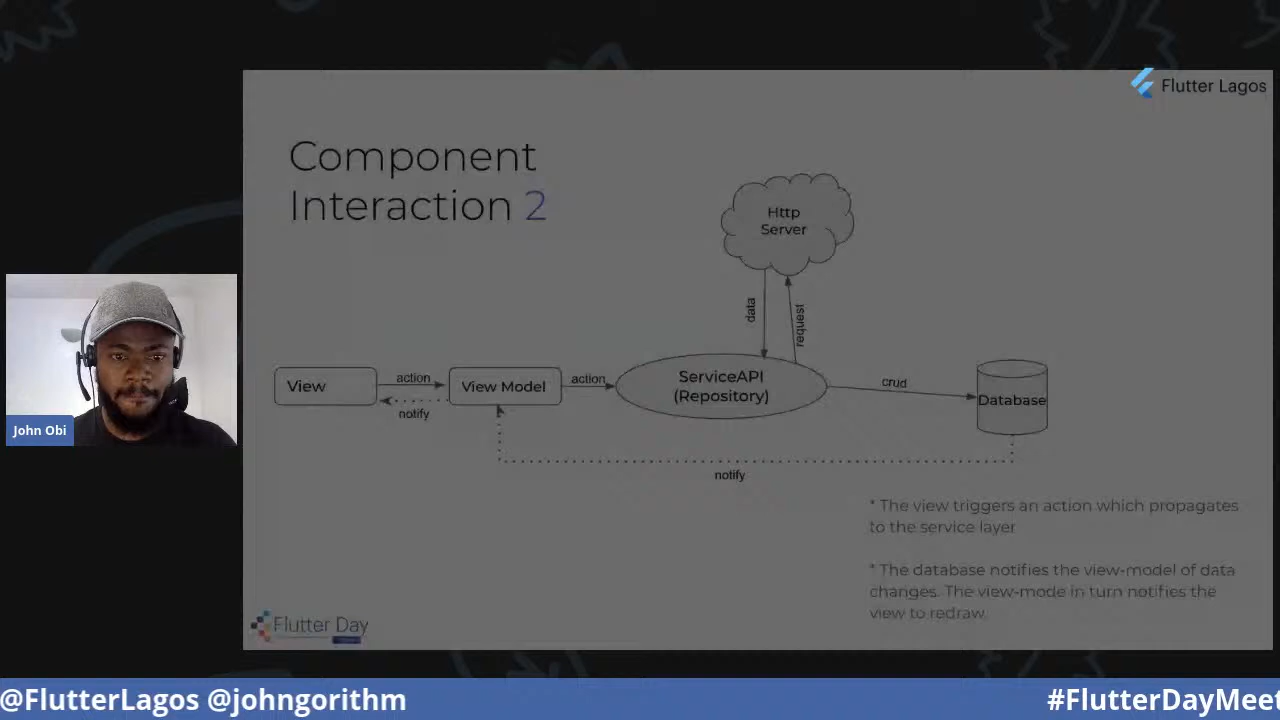 Flutter Lagos
Component
Interaction 2
Http
Server
data
request
View
action
notify
View Model
action
ServiceAPI
(Repository)
crud
Database
notify
* The view triggers an action which propagates
to the service layer
* The database notifies the view-model of data
changes. The view-mode in turn notifies the
view to redraw.
Flutter Day
John Obi
@FlutterLagos @johngorithm
#FlutterDayMeet